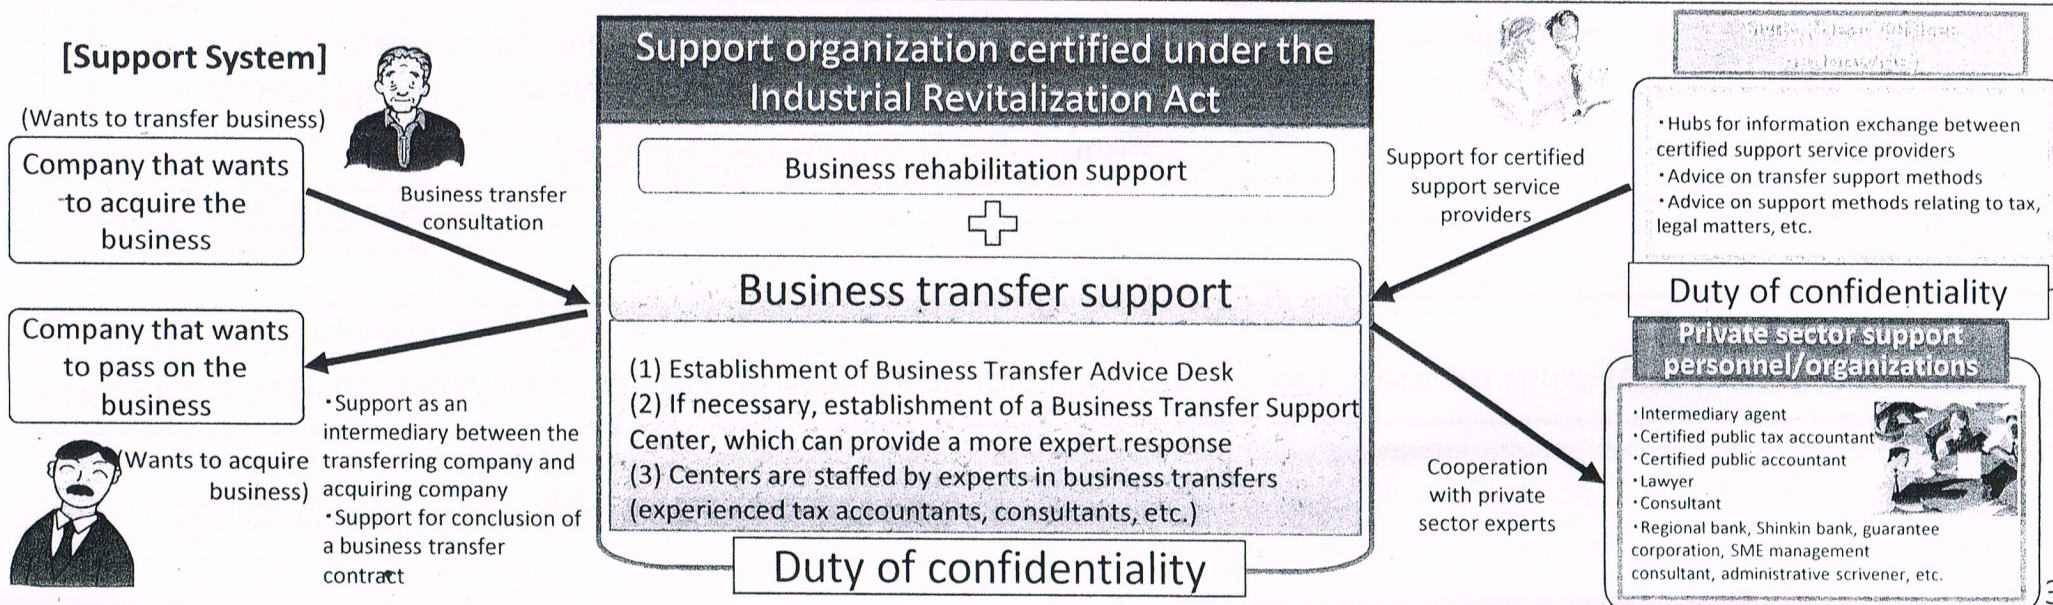 [Support System]
(Wants to transfer business)
Company that wants
to acquire the
business
Business transfer
consultation
Company that wants
to pass on the
business
(Wants to acquire
business)
・Support as an
intermediary between the
transferring company and
acquiring company
・Support for conclusion of
a business transfer
contract
Support organization certified under the
Industrial Revitalization Act
Business rehabilitation support
Business transfer support
(1) Establishment of Business Transfer Advice Desk
(2) If necessary, establishment of a Business Transfer Support
Center, which can provide a more expert response
(3) Centers are staffed by experts in business transfers
(experienced tax accountants, consultants, etc.)
Duty of confidentiality
Support for certified
support service
providers
・Hubs for information exchange between
certified support service providers
・Advice on transfer support methods
・Advice on support methods relating to tax,
legal matters, etc.
Duty of confidentiality
Cooperation
with private
sector experts
Private sector support
personnel/organizations
・Intermediary agent
・Certified public tax accountant
・Certified public accountant
・Lawyer
・Consultant
・Regional bank, Shinkin bank, guarantee
corporation, SME management
consultant, administrative scrivener, etc.
3